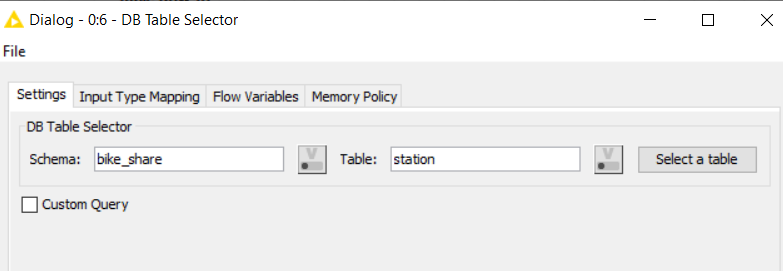 Dialog - 0:6 - DB Table Selector
File
Settings Input Type Mapping Flow Variables Memory Policy
DB Table Selector
Schema: bike_share V Table: station V Select a table
Custom Query